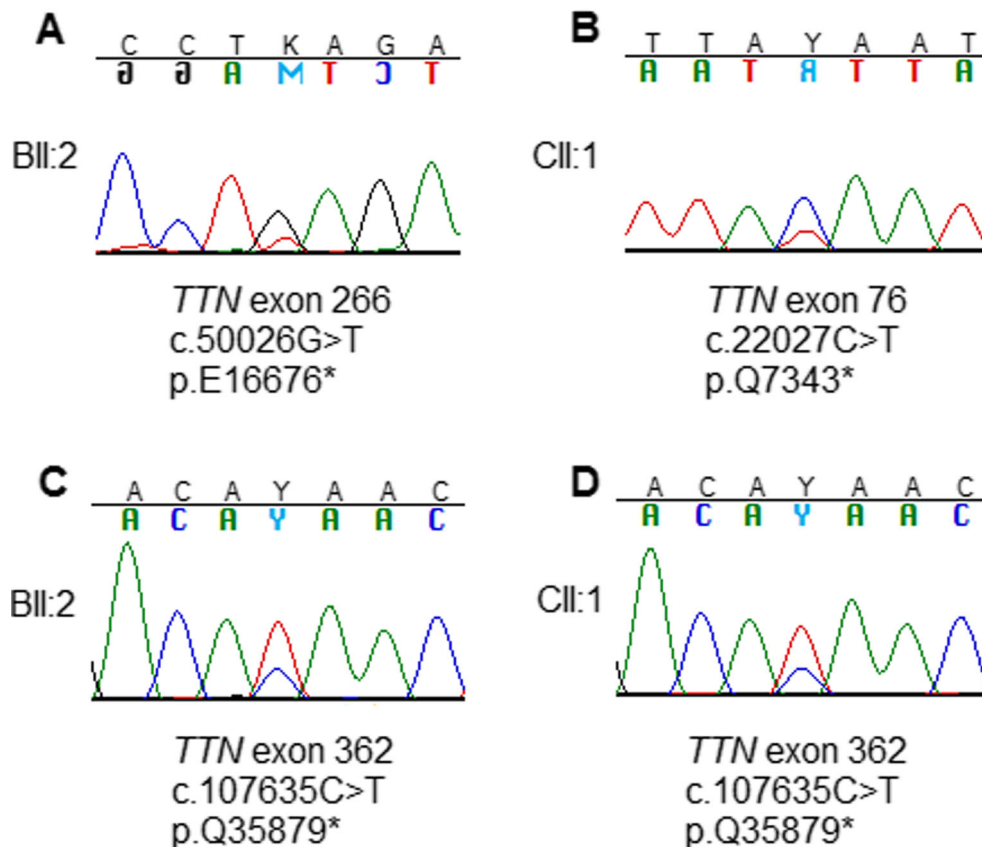 A
C C T K A G A
G G A M T C T
BII:2
TTN exon 266
c.50026G>T
p.E16676*
B
T T A Y A A T
A A T R T T A
CII:1
TTN exon 76
c.22027C>T
p.Q7343*
C
A C A Y A A C
A C A Y A A C
BII:2
TTN exon 362
c.107635C>T
p.Q35879*
D
A C A Y A A C
A C A Y A A C
CII:1
TTN exon 362
c.107635C>T
p.Q35879*